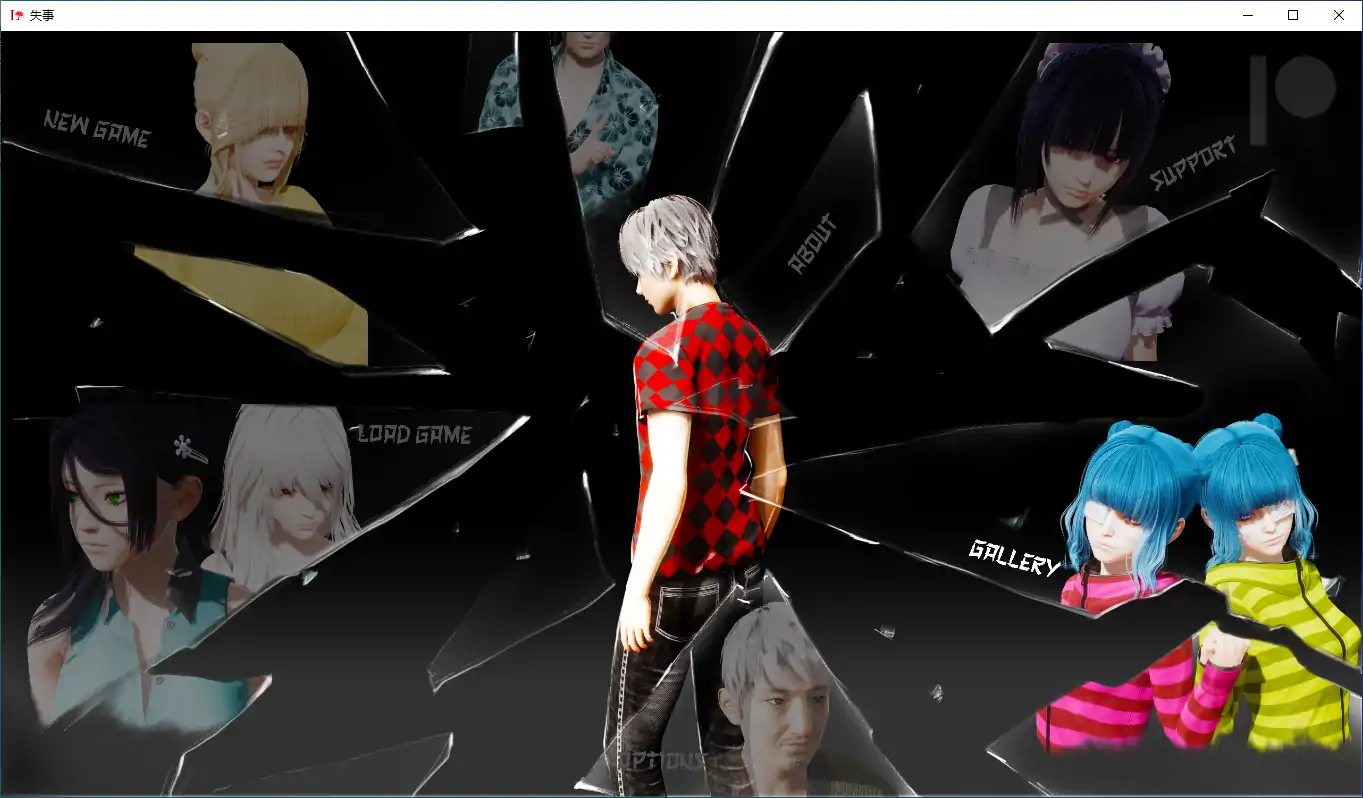 失事
NEW GAME
SUPPORT
ABOUT
LOAD GAME
GALLERY
OPTIONS